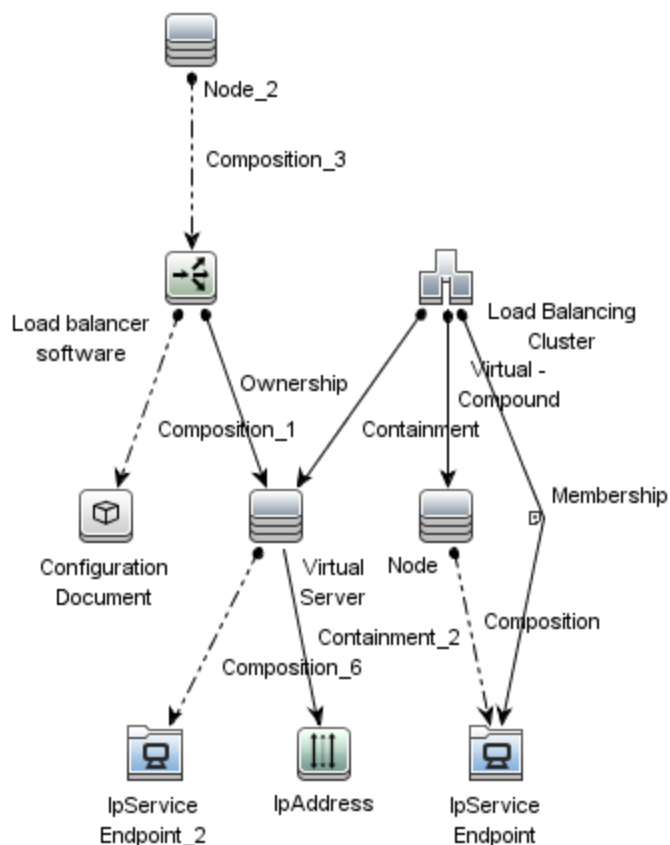 Node_2
Composition_3
Load balancer
software
Load Balancing
Cluster
Ownership
Virtual -
Compound
Composition_1
Containment
Membership
Configuration
Document
Virtual
Server
Node
Composition
Containment_2
Composition_6
IpService
Endpoint_2
IpAddress
IpService
Endpoint